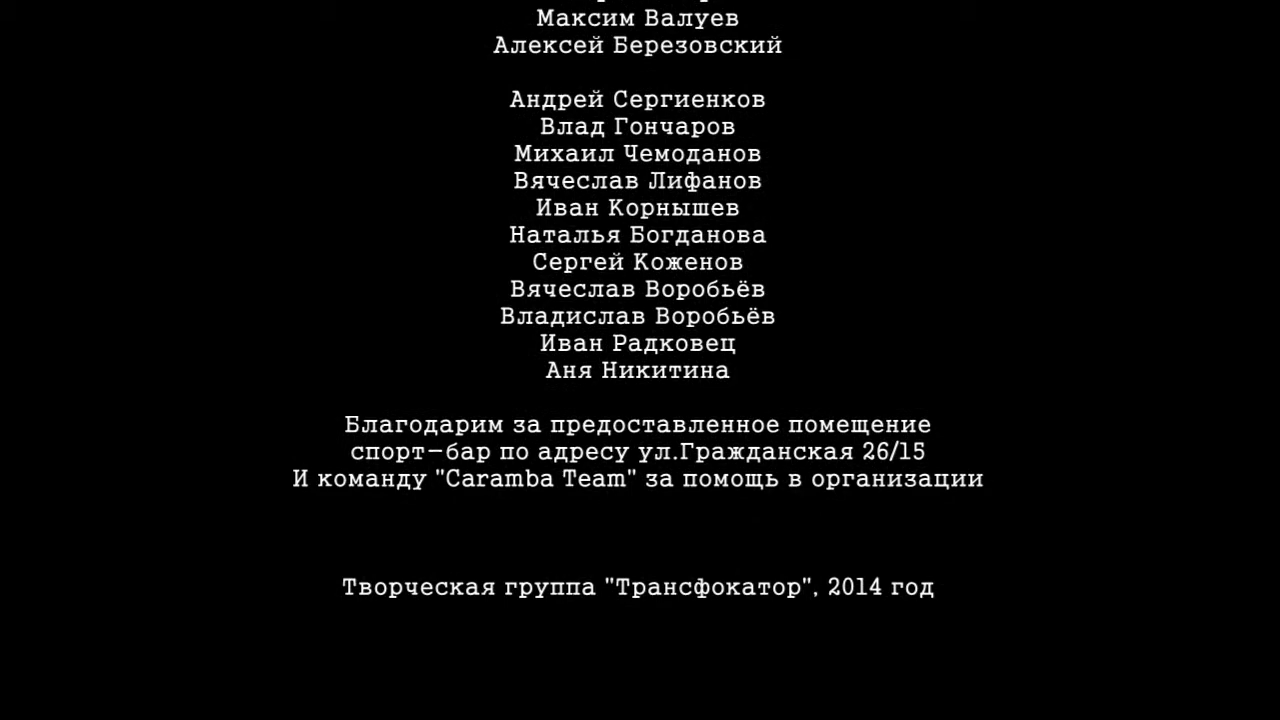 Максим Валуев
Алексей Березовский
Андрей Сергиенков
Влад Гончаров
Михаил Чемоданов
Вячеслав Лифанов
Иван Корнышев
Наталья Богданова
Сергей Коженов
Вячеслав Воробьёв
Владислав Воробьёв
Иван Радковец
Аня Никитина
Благодарим за предоставленное помещение
спорт-бар по адресу ул.Гражданская 26/15
И команду "Caramba Team" за помощь в организации
Творческая группа "Трансфокатор", 2014 год